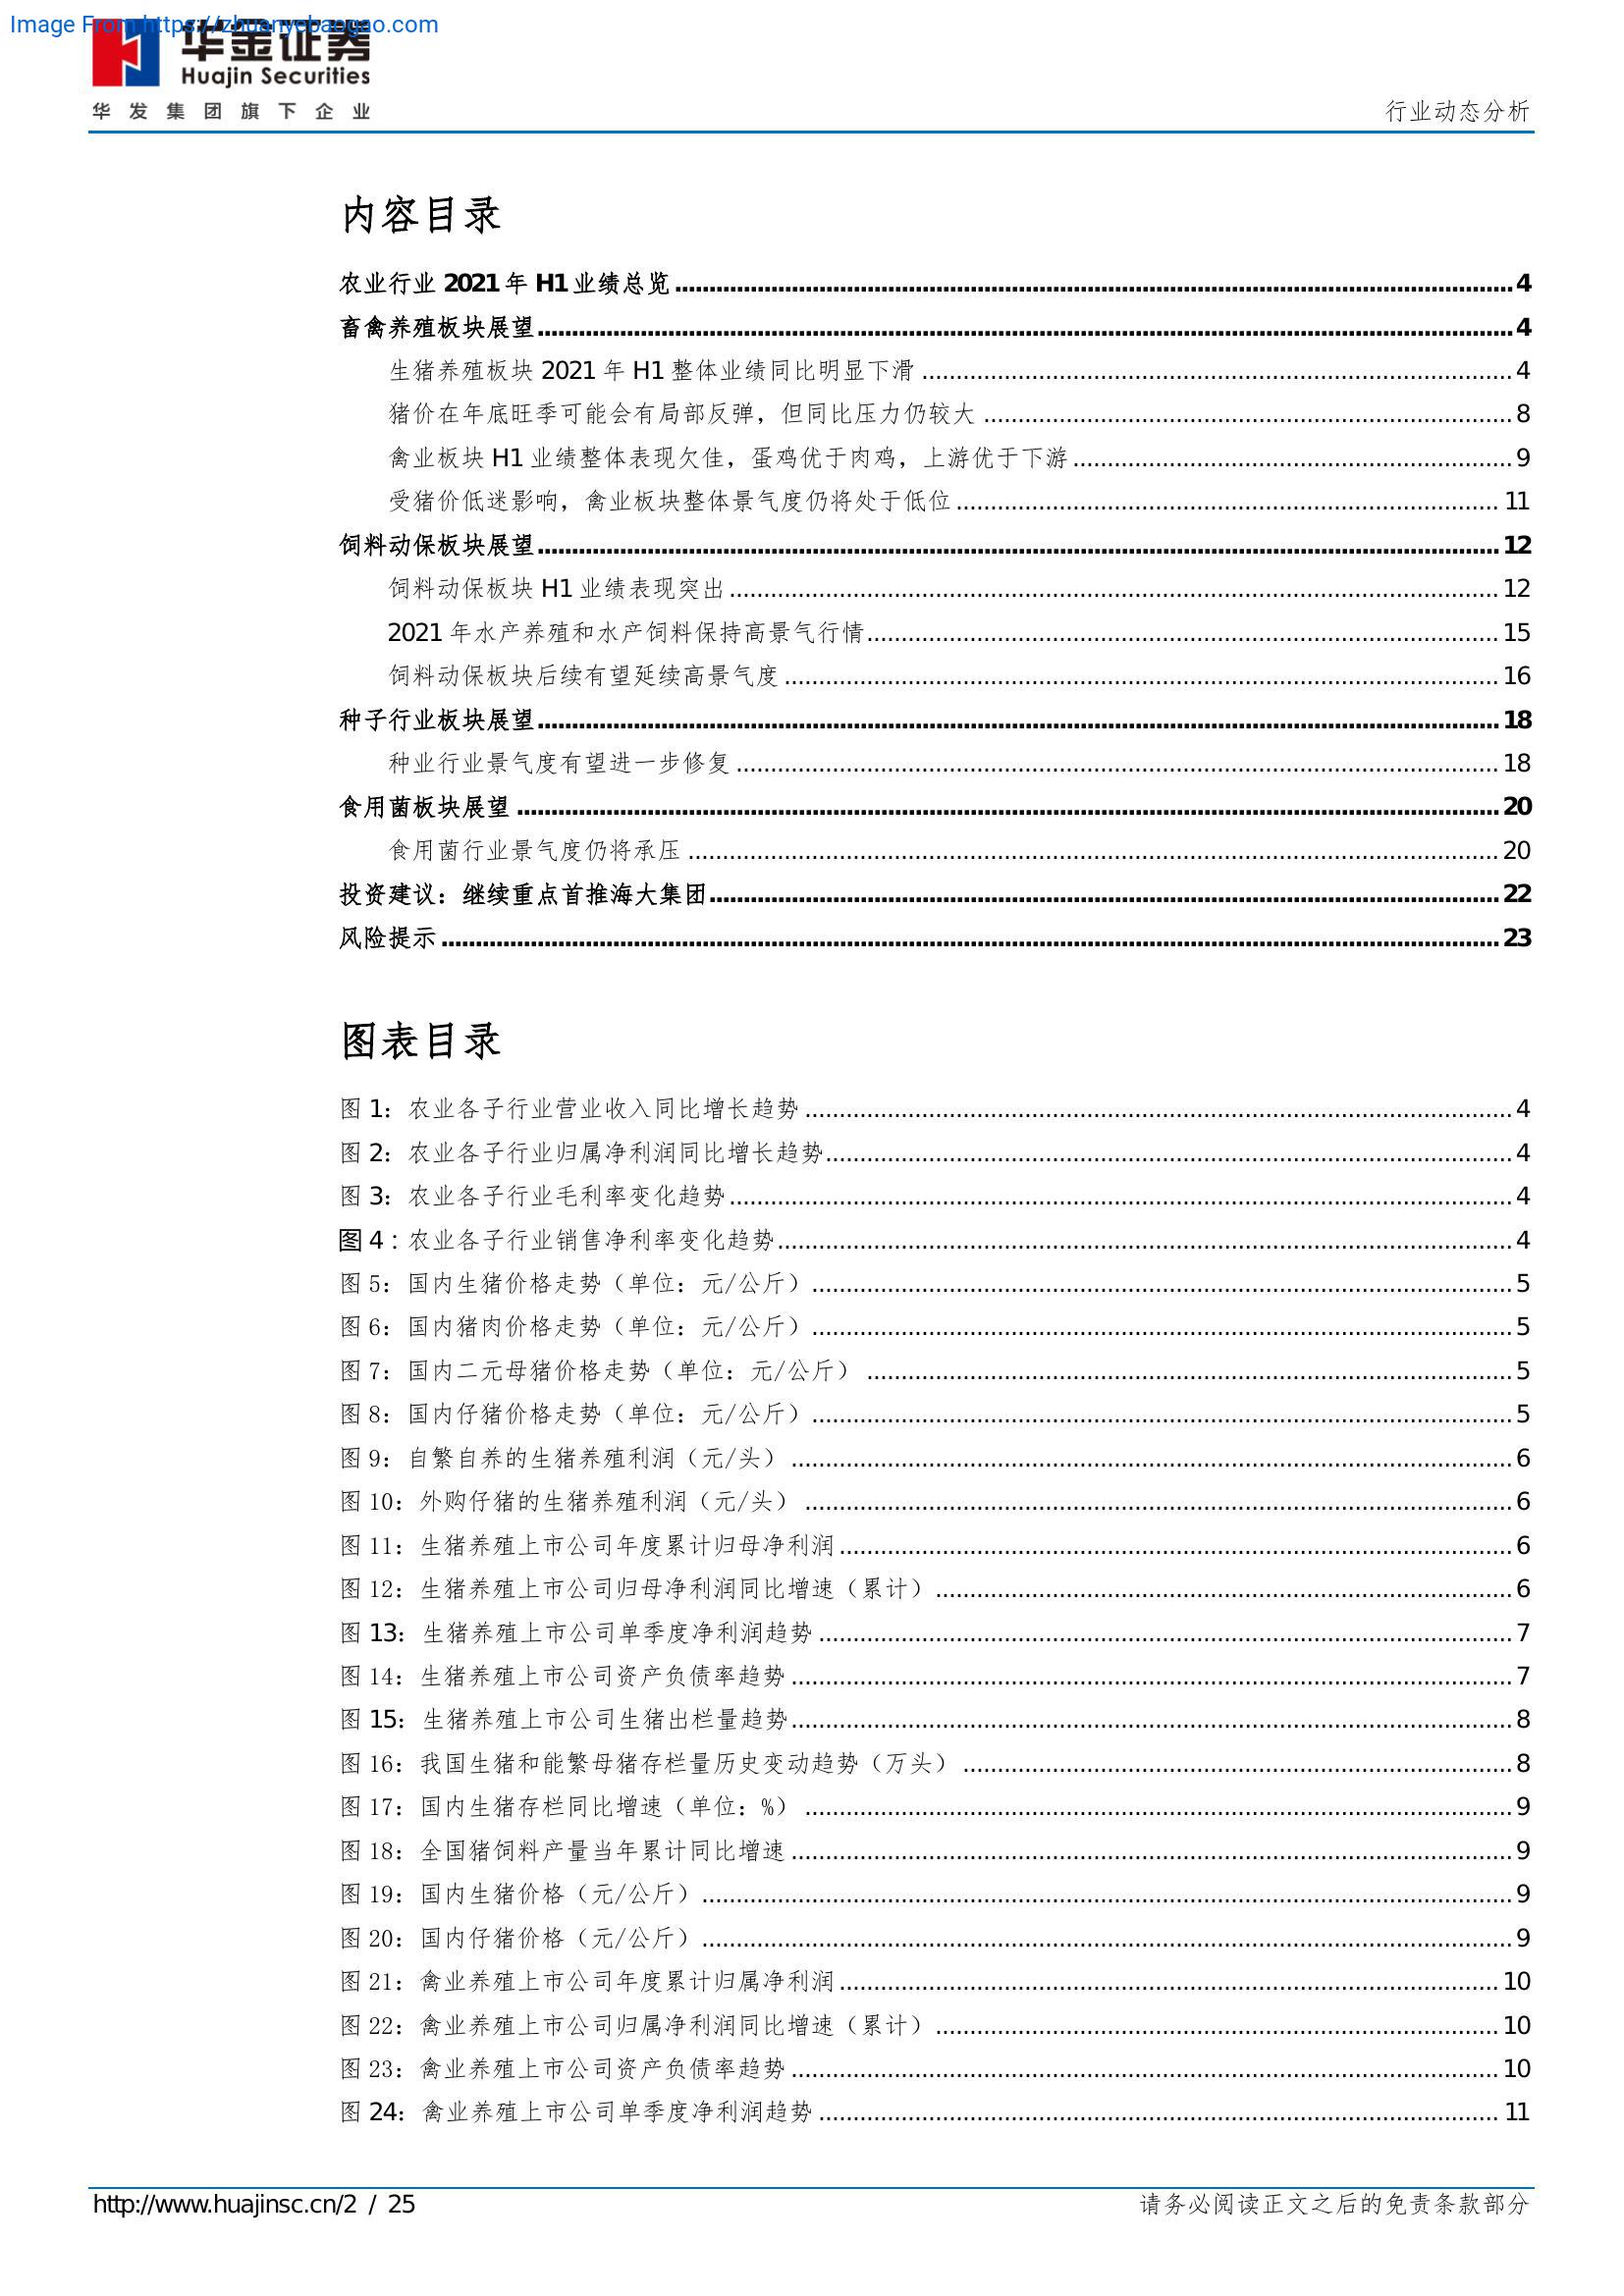 Image From https://zhuanyebaogao.com
华金证券
Huajin Securities
华发集团旗下企业
行业动态分析
内容目录
农业行业 2021 年 H1 业绩总览 4
畜禽养殖板块展望 4
生猪养殖板块 2021 年 H1 整体业绩同比明显下滑 4
猪价在年底旺季可能会有局部反弹，但同比压力仍较大 8
禽业板块 H1 业绩整体表现欠佳，蛋鸡优于肉鸡，上游优于下游 9
受猪价低迷影响，禽业板块整体景气度仍将处于低位 11
饲料动保板块展望 12
饲料动保板块 H1 业绩表现突出 12
2021 年水产养殖和水产饲料保持高景气行情 15
饲料动保板块后续有望延续高景气度 16
种子行业板块展望 18
种业行业景气度有望进一步修复 18
食用菌板块展望 20
食用菌行业景气度仍将承压 20
投资建议：继续重点首推海大集团 22
风险提示 23
图表目录
图 1：农业各子行业营业收入同比增长趋势 4
图 2：农业各子行业归属净利润同比增长趋势 4
图 3：农业各子行业毛利率变化趋势 4
图 4：农业各子行业销售净利率变化趋势 4
图 5：国内生猪价格走势（单位：元/公斤） 5
图 6：国内猪肉价格走势（单位：元/公斤） 5
图 7：国内二元母猪价格走势（单位：元/公斤） 5
图 8：国内仔猪价格走势（单位：元/公斤） 5
图 9：自繁自养的生猪养殖利润（元/头） 6
图 10：外购仔猪的生猪养殖利润（元/头） 6
图 11：生猪养殖上市公司年度累计归母净利润 6
图 12：生猪养殖上市公司归母净利润同比增速（累计） 6
图 13：生猪养殖上市公司单季度净利润趋势 7
图 14：生猪养殖上市公司资产负债率趋势 7
图 15：生猪养殖上市公司生猪出栏量趋势 8
图 16：我国生猪和能繁母猪存栏量历史变动趋势（万头） 8
图 17：国内生猪存栏同比增速（单位：%） 9
图 18：全国猪饲料产量当年累计同比增速 9
图 19：国内生猪价格（元/公斤） 9
图 20：国内仔猪价格（元/公斤） 9
图 21：禽业养殖上市公司年度累计归属净利润 10
图 22：禽业养殖上市公司归属净利润同比增速（累计） 10
图 23：禽业养殖上市公司资产负债率趋势 10
图 24：禽业养殖上市公司单季度净利润趋势 11
http://www.huajinsc.cn/2 / 25
请务必阅读正文之后的免责条款部分